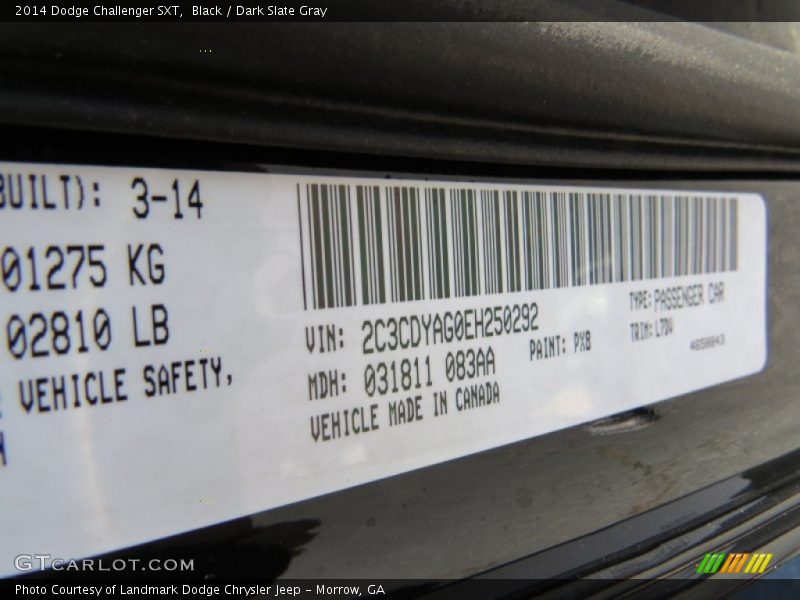 2014 Dodge Challenger SXT, Black / Dark Slate Gray
BUILT): 3-14
01275 KG
02810 LB
VEHICLE SAFETY,
VIN: 2C3CDYAG0EH250292
MDH: 031811 083AA
VEHICLE MADE IN CANADA
PAINT: PX8
TYPE: PASSENGER CAR
TRIM: L7DV
4658043
GTCARLOT.COM
Photo Courtesy of Landmark Dodge Chrysler Jeep - Morrow, GA